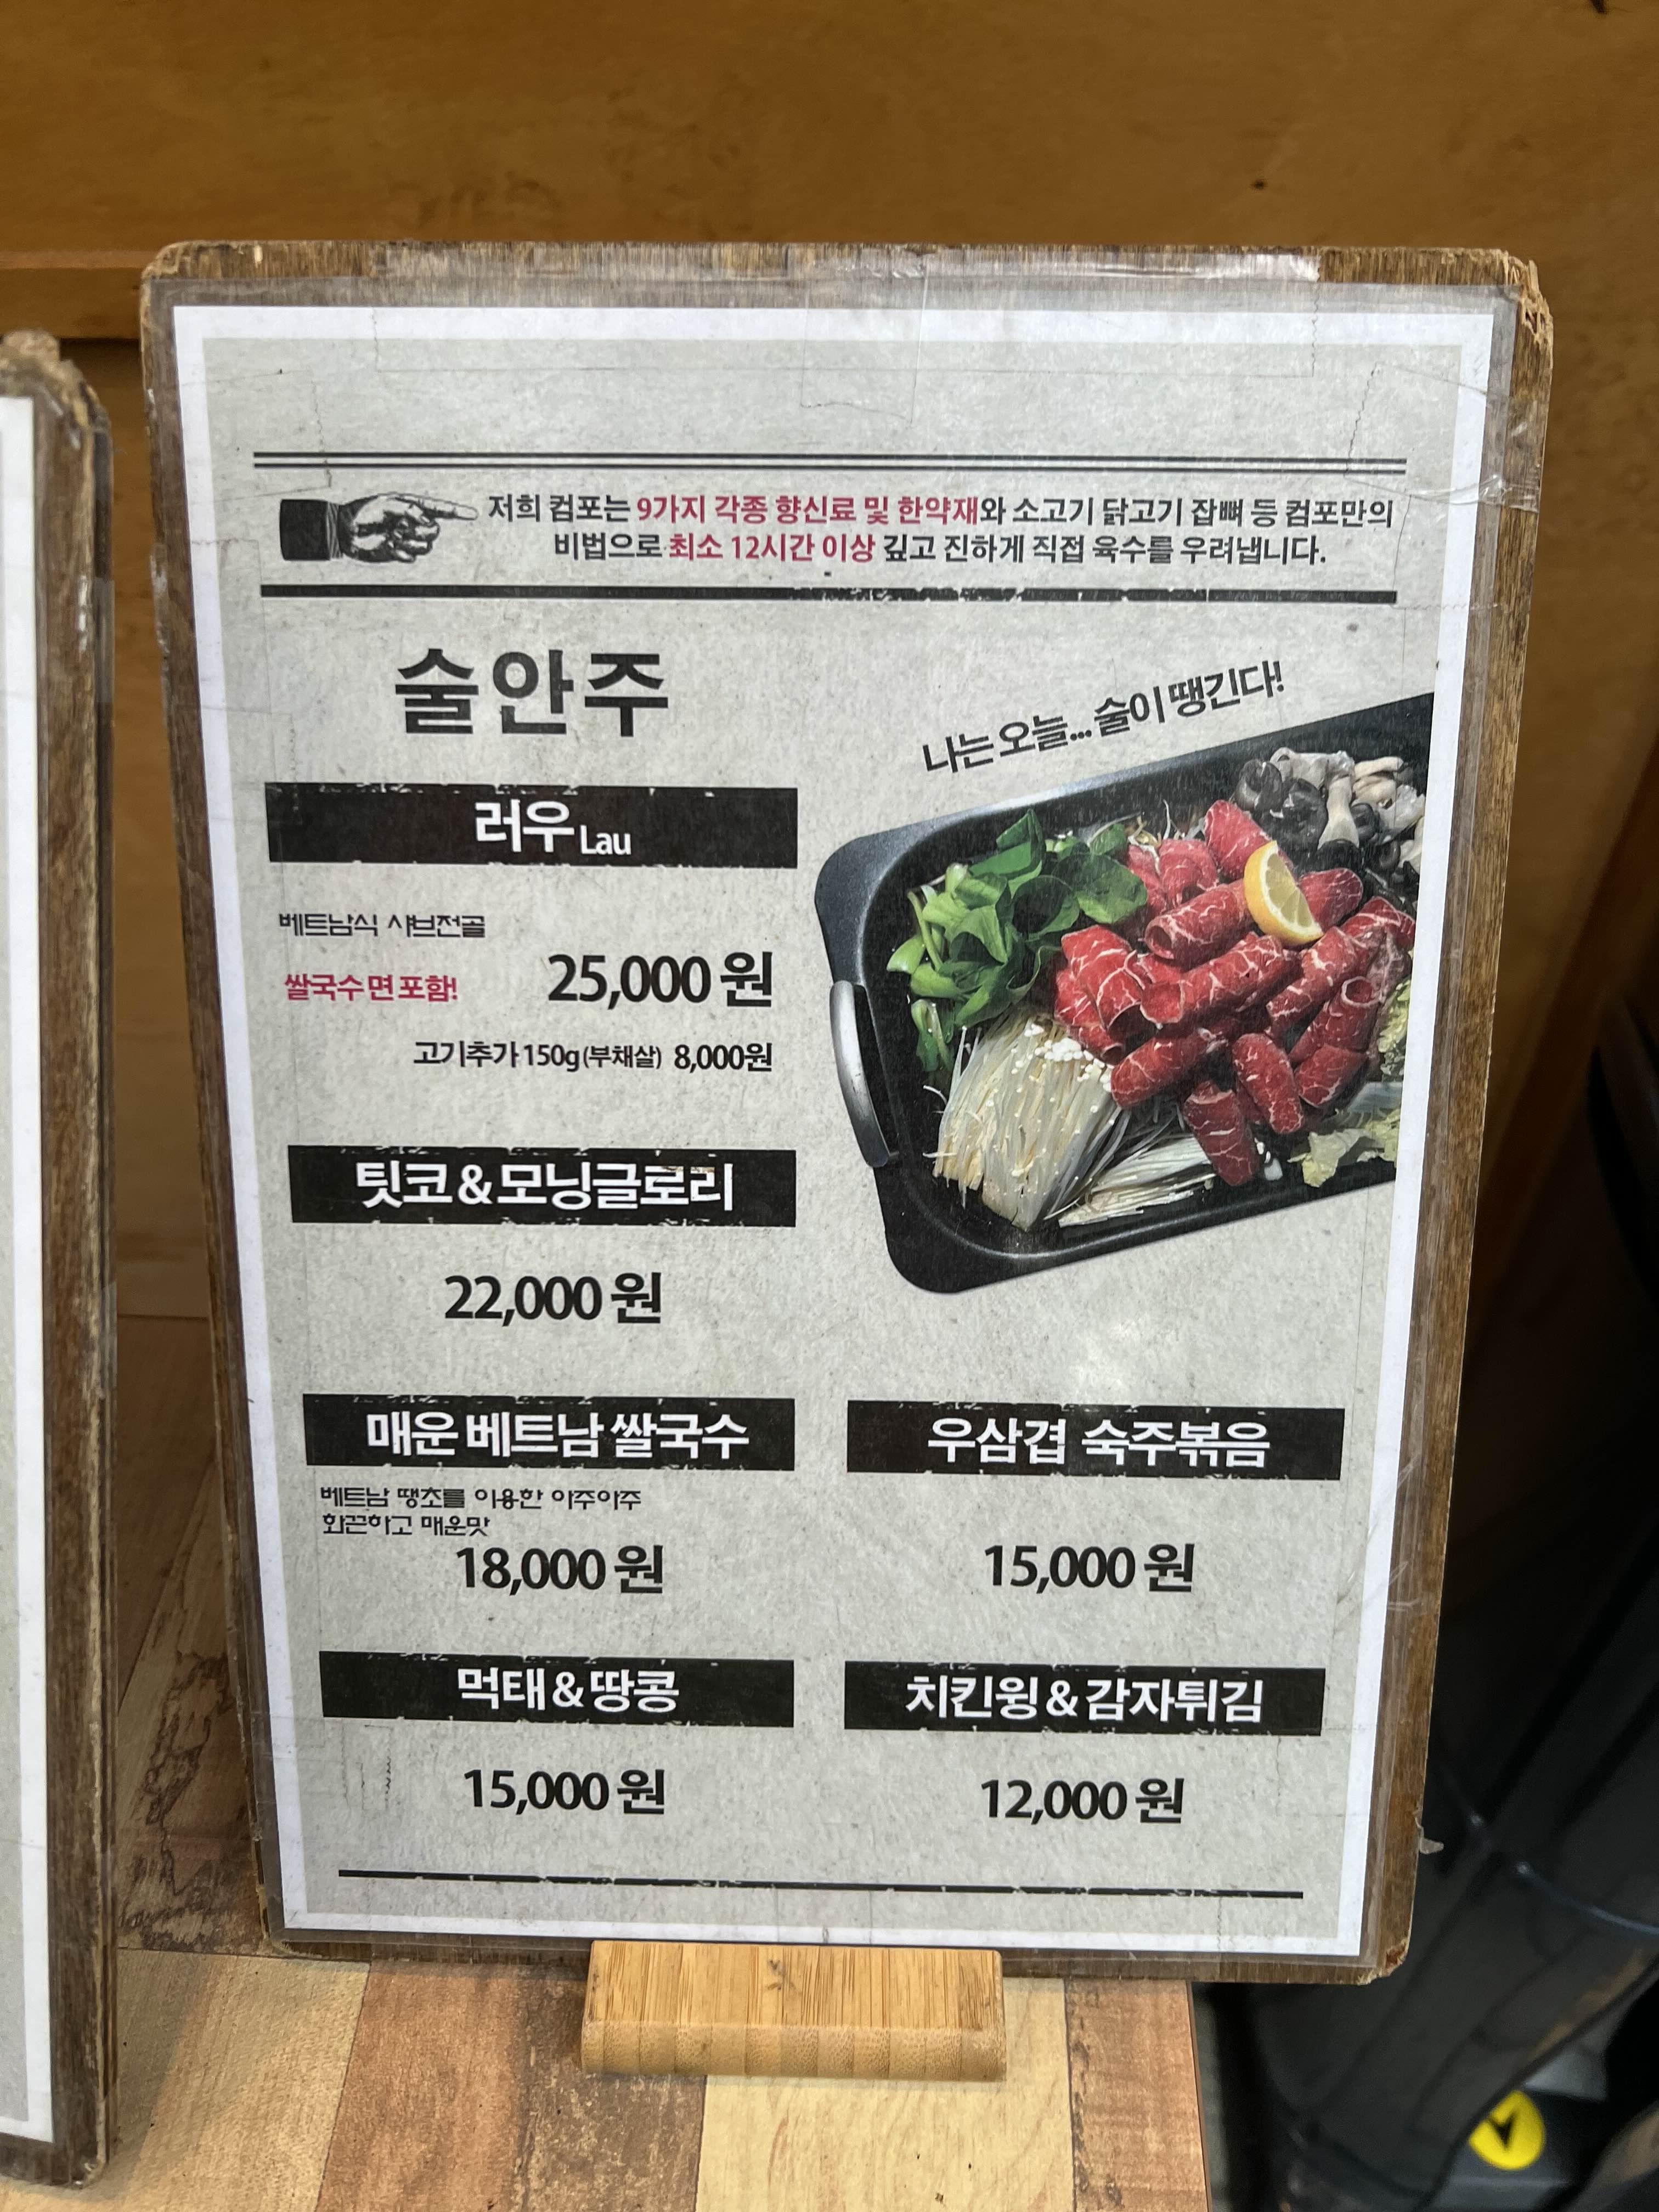 저희 컴포는 9가지 각종 향신료 및 한약재와 소고기 닭고기 잡뼈 등 컴포만의
비법으로 최소 12시간 이상 깊고 진하게 직접 육수를 우려냅니다.
술안주
나는 오늘... 술이 땡긴다!
러우 Lau
베트남식 샤브전골
쌀국수 면 포함!
25,000 원
고기추가 150g (부채살) 8,000원
팃코 & 모닝글로리
22,000 원
매운 베트남 쌀국수
베트남 땡초를 이용한 아주아주
화끈하고 매운맛
18,000 원
우삼겹 숙주볶음
15,000 원
먹태 & 땅콩
15,000 원
치킨윙 & 감자튀김
12,000 원